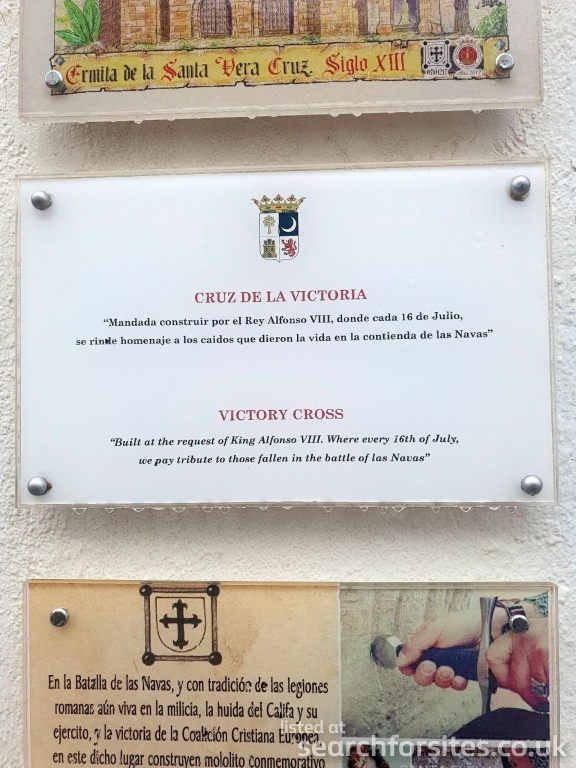 Ermita de la Santa Vera Cruz. Siglo XIII
CRUZ DE LA VICTORIA
“Mandada construir por el Rey Alfonso VIII, donde cada 16 de Julio,
se rinde homenaje a los caidos que dieron la vida en la contienda de las Navas”
VICTORY CROSS
“Built at the request of King Alfonso VIII. Where every 16th of July,
we pay tribute to those fallen in the battle of las Navas”
En la Batalla de las Navas, y con tradición de las legiones
romanas aún viva en la milicia, la huida del Califa y su
ejercito, y la victoria de la Coalición Cristiana Europea,
en este dicho lugar construyen mololito conmemorativo
listed at
searchforsites.co.uk